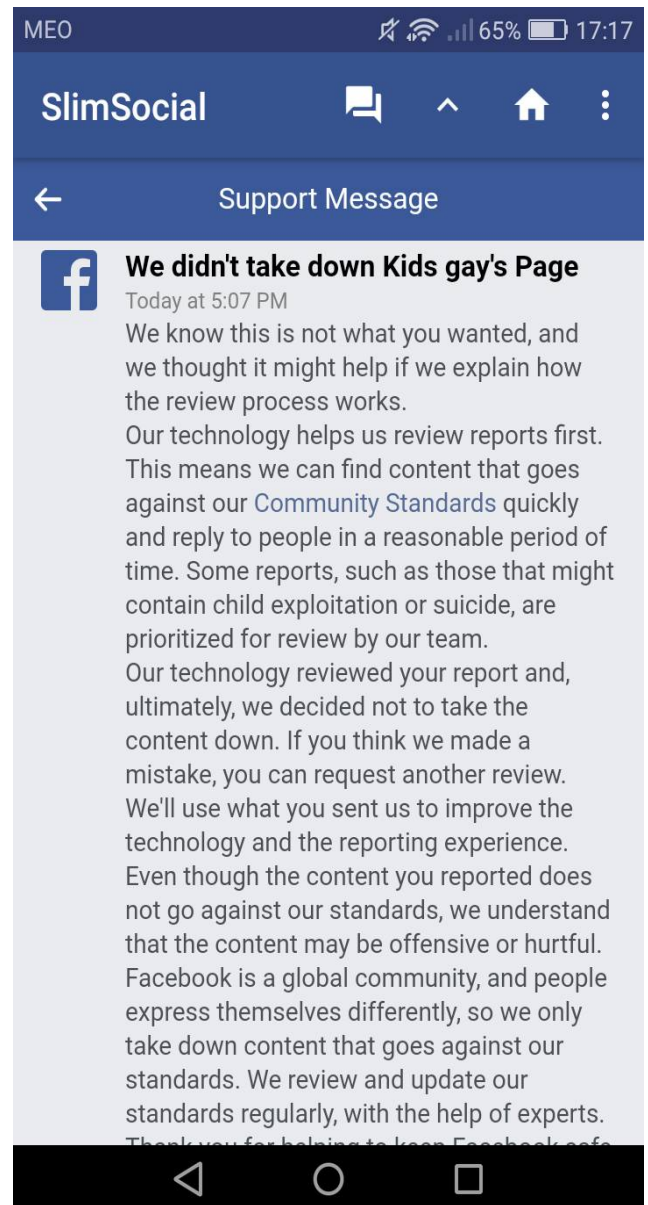 MEO 65% 17:17
SlimSocial
Support Message
We didn't take down Kids gay's Page
Today at 5:07 PM
We know this is not what you wanted, and
we thought it might help if we explain how
the review process works.
Our technology helps us review reports first.
This means we can find content that goes
against our Community Standards quickly
and reply to people in a reasonable period of
time. Some reports, such as those that might
contain child exploitation or suicide, are
prioritized for review by our team.
Our technology reviewed your report and,
ultimately, we decided not to take the
content down. If you think we made a
mistake, you can request another review.
We'll use what you sent us to improve the
technology and the reporting experience.
Even though the content you reported does
not go against our standards, we understand
that the content may be offensive or hurtful.
Facebook is a global community, and people
express themselves differently, so we only
take down content that goes against our
standards. We review and update our
standards regularly, with the help of experts.
Thank you for helping to keep Facebook safe